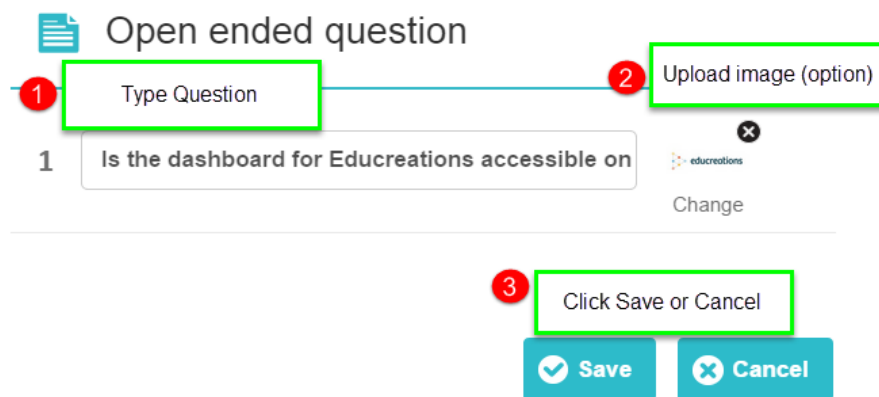 Open ended question
1 Type Question
2 Upload image (option)
1 Is the dashboard for Educreations accessible on
educreations
Change
3 Click Save or Cancel
Save Cancel